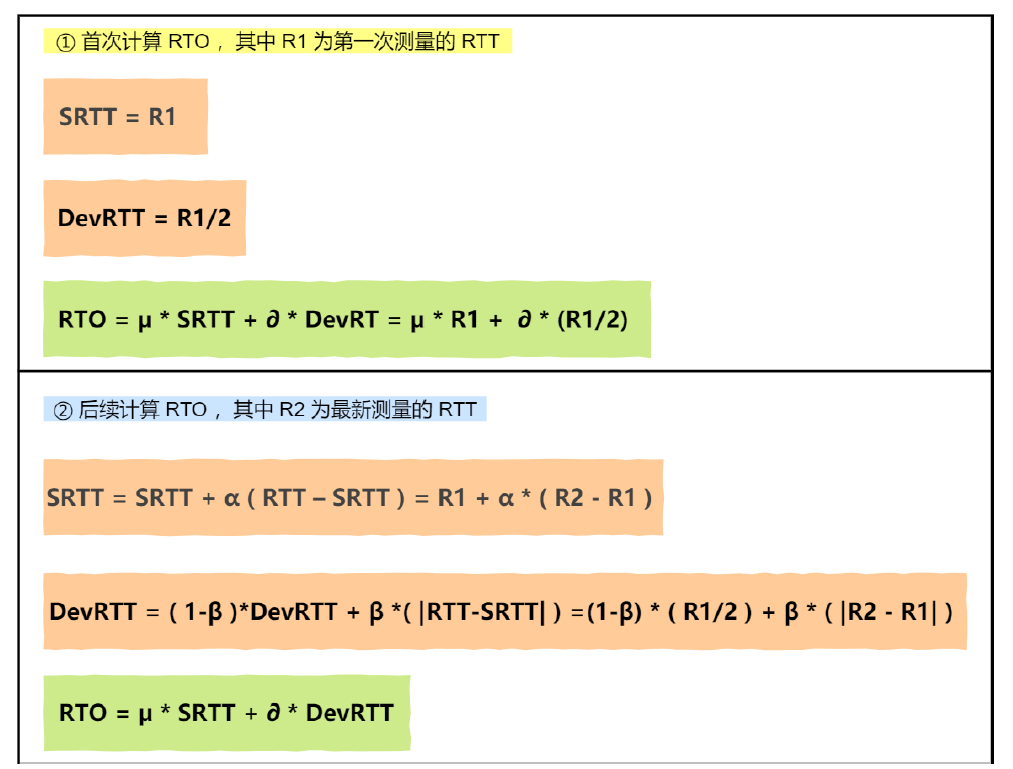 ① 首次计算 RTO ，其中 R1 为第一次测量的 RTT
SRTT = R1
DevRTT = R1/2
RTO = μ * SRTT + ∂ * DevRT = μ * R1 + ∂ * (R1/2)
② 后续计算 RTO ，其中 R2 为最新测量的 RTT
SRTT = SRTT + α ( RTT – SRTT ) = R1 + α * ( R2 - R1 )
DevRTT = ( 1-β )*DevRTT + β *( |RTT-SRTT| ) =(1-β) * ( R1/2 ) + β * ( |R2 - R1| )
RTO = μ * SRTT + ∂ * DevRTT